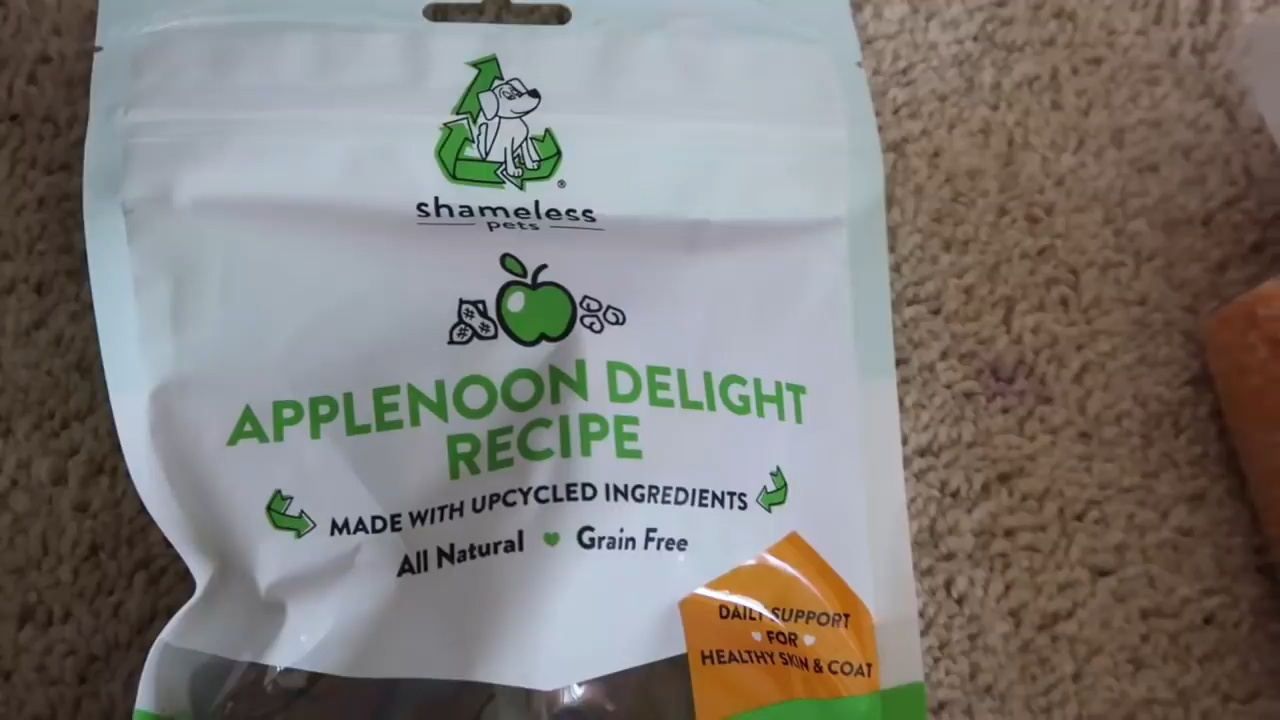 shameless
pets
APPLENOON DELIGHT
RECIPE
MADE WITH UPCYCLED INGREDIENTS
All Natural Grain Free
DAILY SUPPORT
FOR
HEALTHY SKIN & COAT